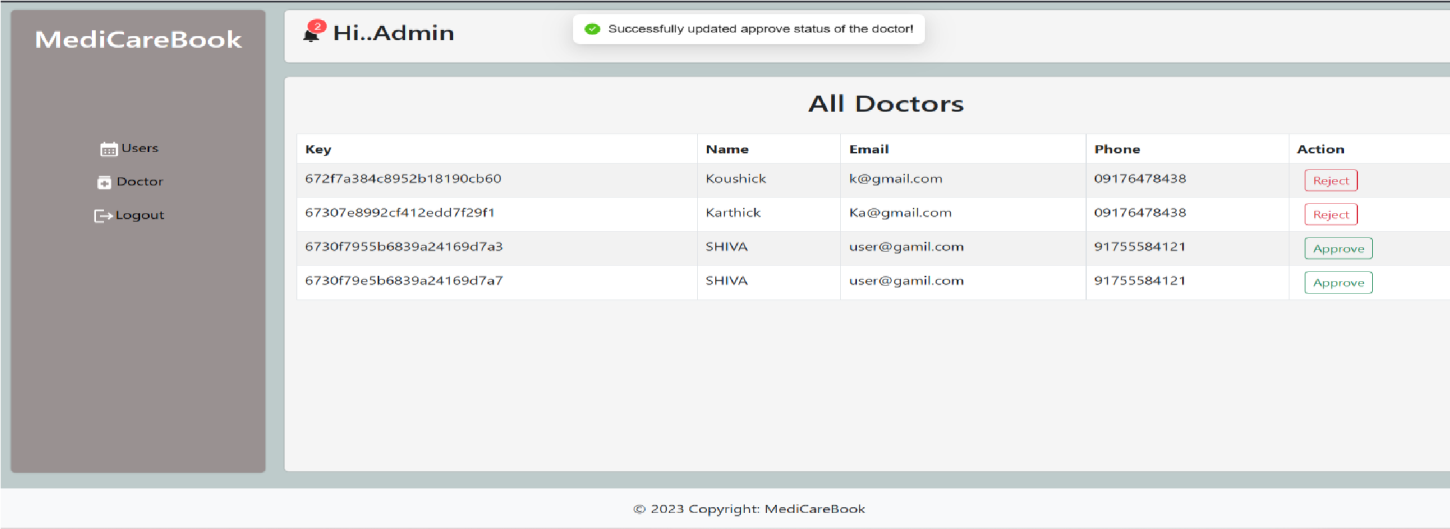 MediCareBook
2
Hi..Admin
Successfully updated approve status of the doctor!
Users
Doctor
Logout
All Doctors
Key Name Email Phone Action
672f7a384c8952b18190cb60 Koushick k@gmail.com 09176478438 Reject
67307e8992cf412edd7f29f1 Karthick Ka@gmail.com 09176478438 Reject
6730f7955b6839a24169d7a3 SHIVA user@gamil.com 91755584121 Approve
6730f79e5b6839a24169d7a7 SHIVA user@gamil.com 91755584121 Approve
© 2023 Copyright: MediCareBook